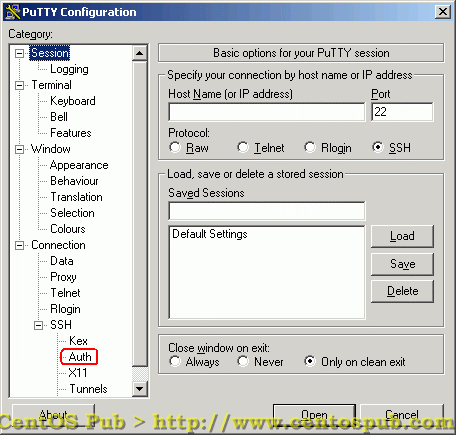 PuTTY Configuration
Category:
Session
Logging
Terminal
Keyboard
Bell
Features
Window
Appearance
Behaviour
Translation
Selection
Colours
Connection
Data
Proxy
Telnet
Rlogin
SSH
Kex
Auth
X11
Tunnels
Basic options for your PuTTY session
Specify your connection by host name or IP address
Host Name (or IP address) Port
22
Protocol:
Raw Telnet Rlogin SSH
Load, save or delete a stored session
Saved Sessions
Default Settings
Load
Save
Delete
Close window on exit:
Always Never Only on clean exit
About Open Cancel
CentOS Pub > http://www.centospub.com